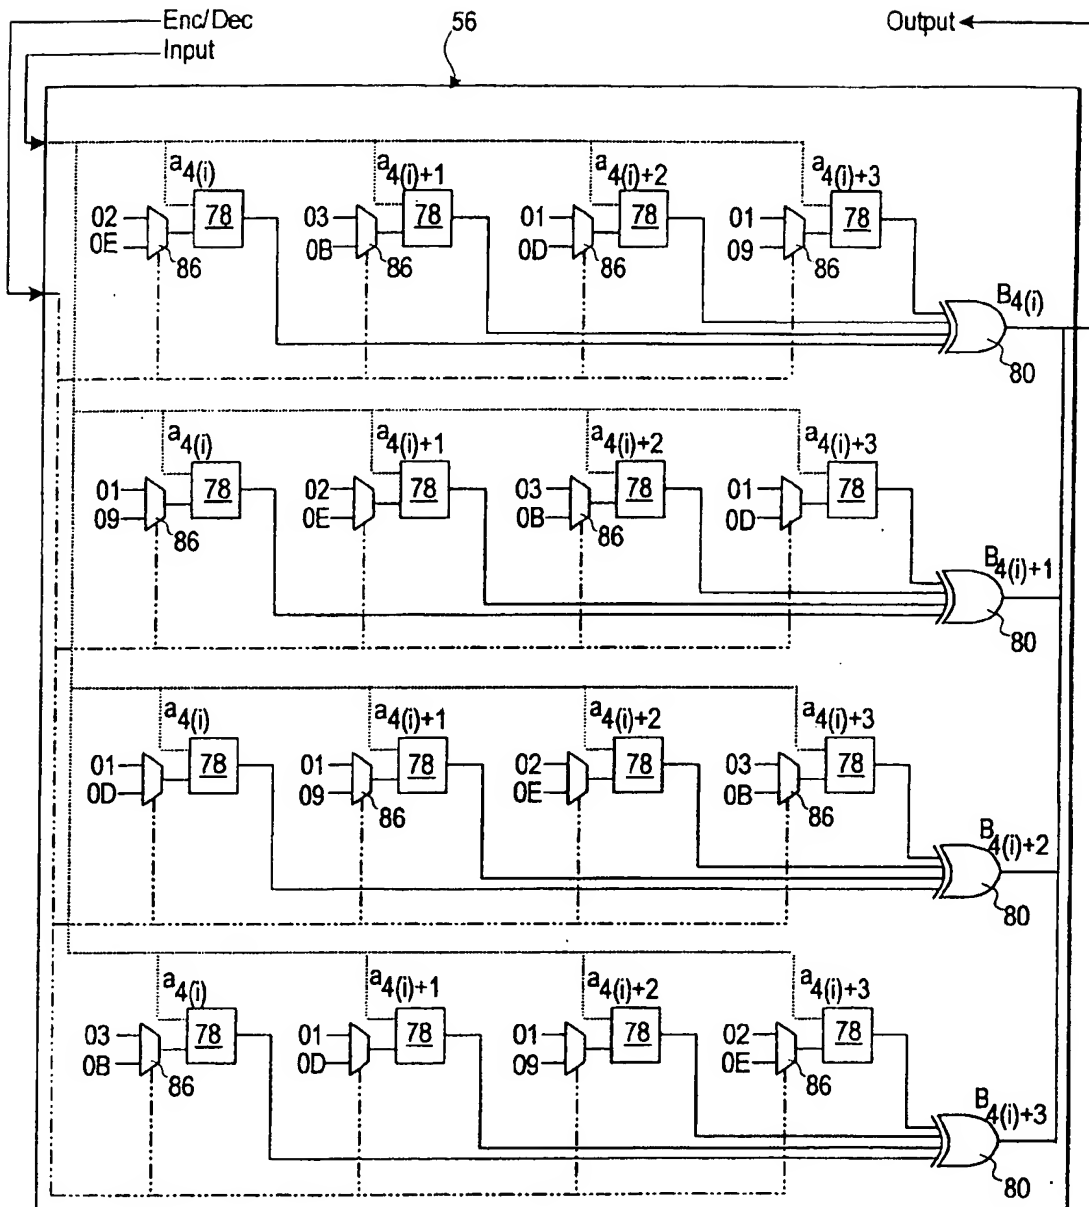 Enc/Dec
Input
56
Output
a4(i) a4(i)+1 a4(i)+2 a4(i)+3
02 78 03 78 01 78 01 78
0E 86 0B 86 0D 86 09 86
B4(i)
80
a4(i) a4(i)+1 a4(i)+2 a4(i)+3
01 78 02 78 03 78 01 78
09 86 0E 0B 86 0D
B4(i)+1
80
a4(i) a4(i)+1 a4(i)+2 a4(i)+3
01 78 01 78 02 78 03 78
0D 09 86 0E 0B 86
B4(i)+2
80
a4(i) a4(i)+1 a4(i)+2 a4(i)+3
03 78 01 78 01 78 02 78
0B 86 0D 09 0E 86
B4(i)+3
80